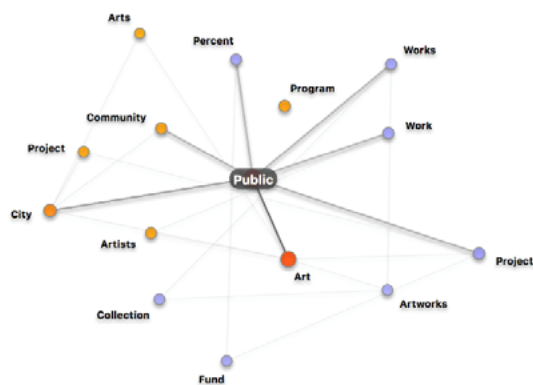 Arts
Percent
Works
Program
Community
Work
Project
Public
City
Artists
Project
Art
Artworks
Collection
Fund